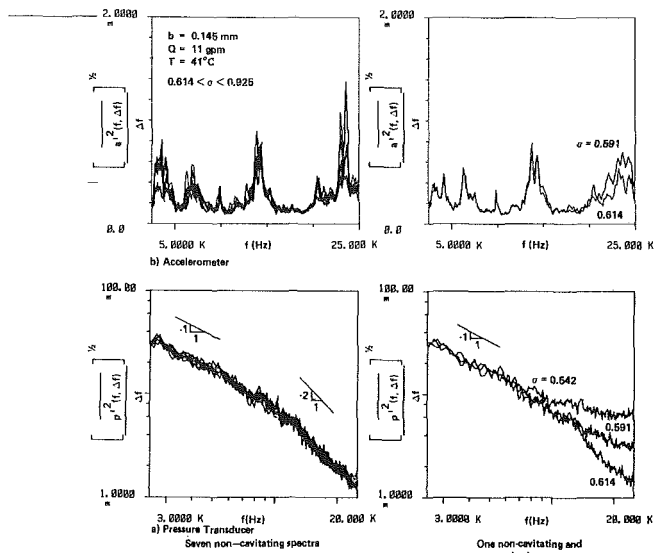 2.0000
m
b = 0.145 mm
Q = 11 gpm
T = 41°C
0.614 < σ < 0.925
[a'²(f, Δf) / Δf]^½
0.0
5.0000 K f(Hz) 25.000 K
b) Accelerometer
2.0000
m
σ = 0.591
0.614
[a'²(f, Δf) / Δf]^½
0.0
5.0000 K f(Hz) 25.000 K
100.00
m
-1
1
-2
1
[p'²(f, Δf) / Δf]^½
1.0000
m
3.0000 K f(Hz) 20.000 K
a) Pressure Transducer
Seven non-cavitating spectra
100.00
m
-1
1
σ = 0.542
0.591
0.614
[p'²(f, Δf) / Δf]^½
1.0000
m
3.0000 K f(Hz) 20.000 K
One non-cavitating and